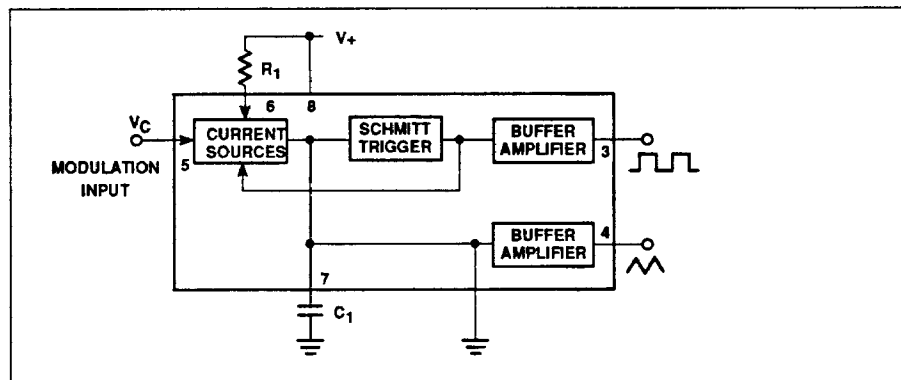 V+
R1
6 8
VC
CURRENT
SOURCES
SCHMITT
TRIGGER
BUFFER
AMPLIFIER
3
5
MODULATION
INPUT
BUFFER
AMPLIFIER
4
7
C1